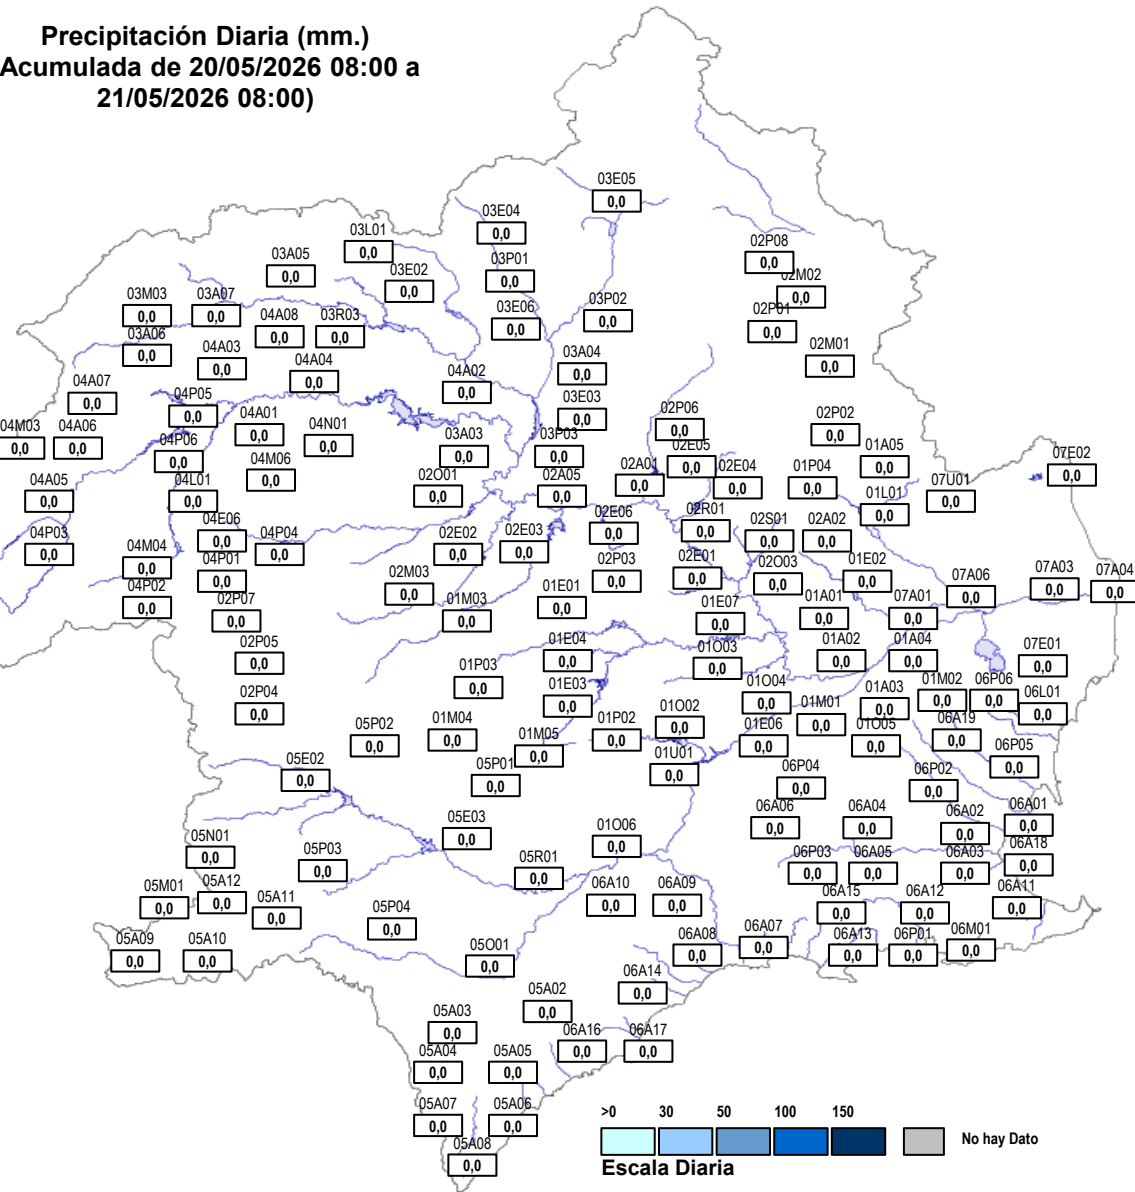 Precipitación Diaria (mm.)
Acumulada de 20/05/2026 08:00 a
21/05/2026 08:00)
03E05
0,0
03E04
0,0
03L01
0,0
02P08
0,0
03A05
0,0
03P01
0,0
03E02
0,0
02M02
0,0
03M03
0,0
03A07
0,0
03P02
0,0
03E06
0,0
04A08
0,0
03R03
0,0
02P01
0,0
03A06
0,0
04A03
0,0
02M01
0,0
03A04
0,0
04A04
0,0
04A02
0,0
04A07
0,0
04P05
0,0
03E03
0,0
02P06
0,0
02P02
0,0
04M03
0,0
04A06
0,0
04A01
0,0
04N01
0,0
03A03
0,0
03P03
0,0
04P06
0,0
02E05
0,0
01A05
0,0
07E02
0,0
04M06
0,0
02A01
0,0
02E04
0,0
01P04
0,0
04A05
0,0
04L01
0,0
02O01
0,0
02A05
0,0
07U01
0,0
01L01
0,0
04E06
0,0
02E06
0,0
02R01
0,0
02S01
0,0
02A02
0,0
04P03
0,0
04P04
0,0
02E02
0,0
02E03
0,0
04M04
0,0
04P01
0,0
02P03
0,0
02E01
0,0
02O03
0,0
01E02
0,0
02M03
0,0
07A06
0,0
07A03
0,0
07A04
0,0
04P02
0,0
02P07
0,0
01M03
0,0
01E01
0,0
01E07
0,0
01A01
0,0
07A01
0,0
02P05
0,0
01E04
0,0
01O03
0,0
01A02
0,0
01A04
0,0
07E01
0,0
01P03
0,0
02P04
0,0
01E03
0,0
01O04
0,0
01A03
0,0
01M02
0,0
06P06
0,0
06L01
0,0
05P02
0,0
01M04
0,0
01M05
0,0
01P02
0,0
01O02
0,0
01E06
0,0
01M01
0,0
01O05
0,0
06A19
0,0
05E02
0,0
05P01
0,0
01U01
0,0
06P04
0,0
06P02
0,0
06P05
0,0
05E03
0,0
01O06
0,0
06A06
0,0
06A04
0,0
06A02
0,0
06A01
0,0
05N01
0,0
05P03
0,0
05R01
0,0
06P03
0,0
06A05
0,0
06A03
0,0
06A18
0,0
05M01
0,0
05A12
0,0
05A11
0,0
05P04
0,0
06A10
0,0
06A09
0,0
06A15
0,0
06A12
0,0
06A11
0,0
05A09
0,0
05A10
0,0
05O01
0,0
06A08
0,0
06A07
0,0
06A13
0,0
06P01
0,0
06M01
0,0
06A14
0,0
05A02
0,0
05A03
0,0
06A16
0,0
06A17
0,0
05A04
0,0
05A05
0,0
05A07
0,0
05A06
0,0
05A08
0,0
>0 30 50 100 150
No hay Dato
Escala Diaria